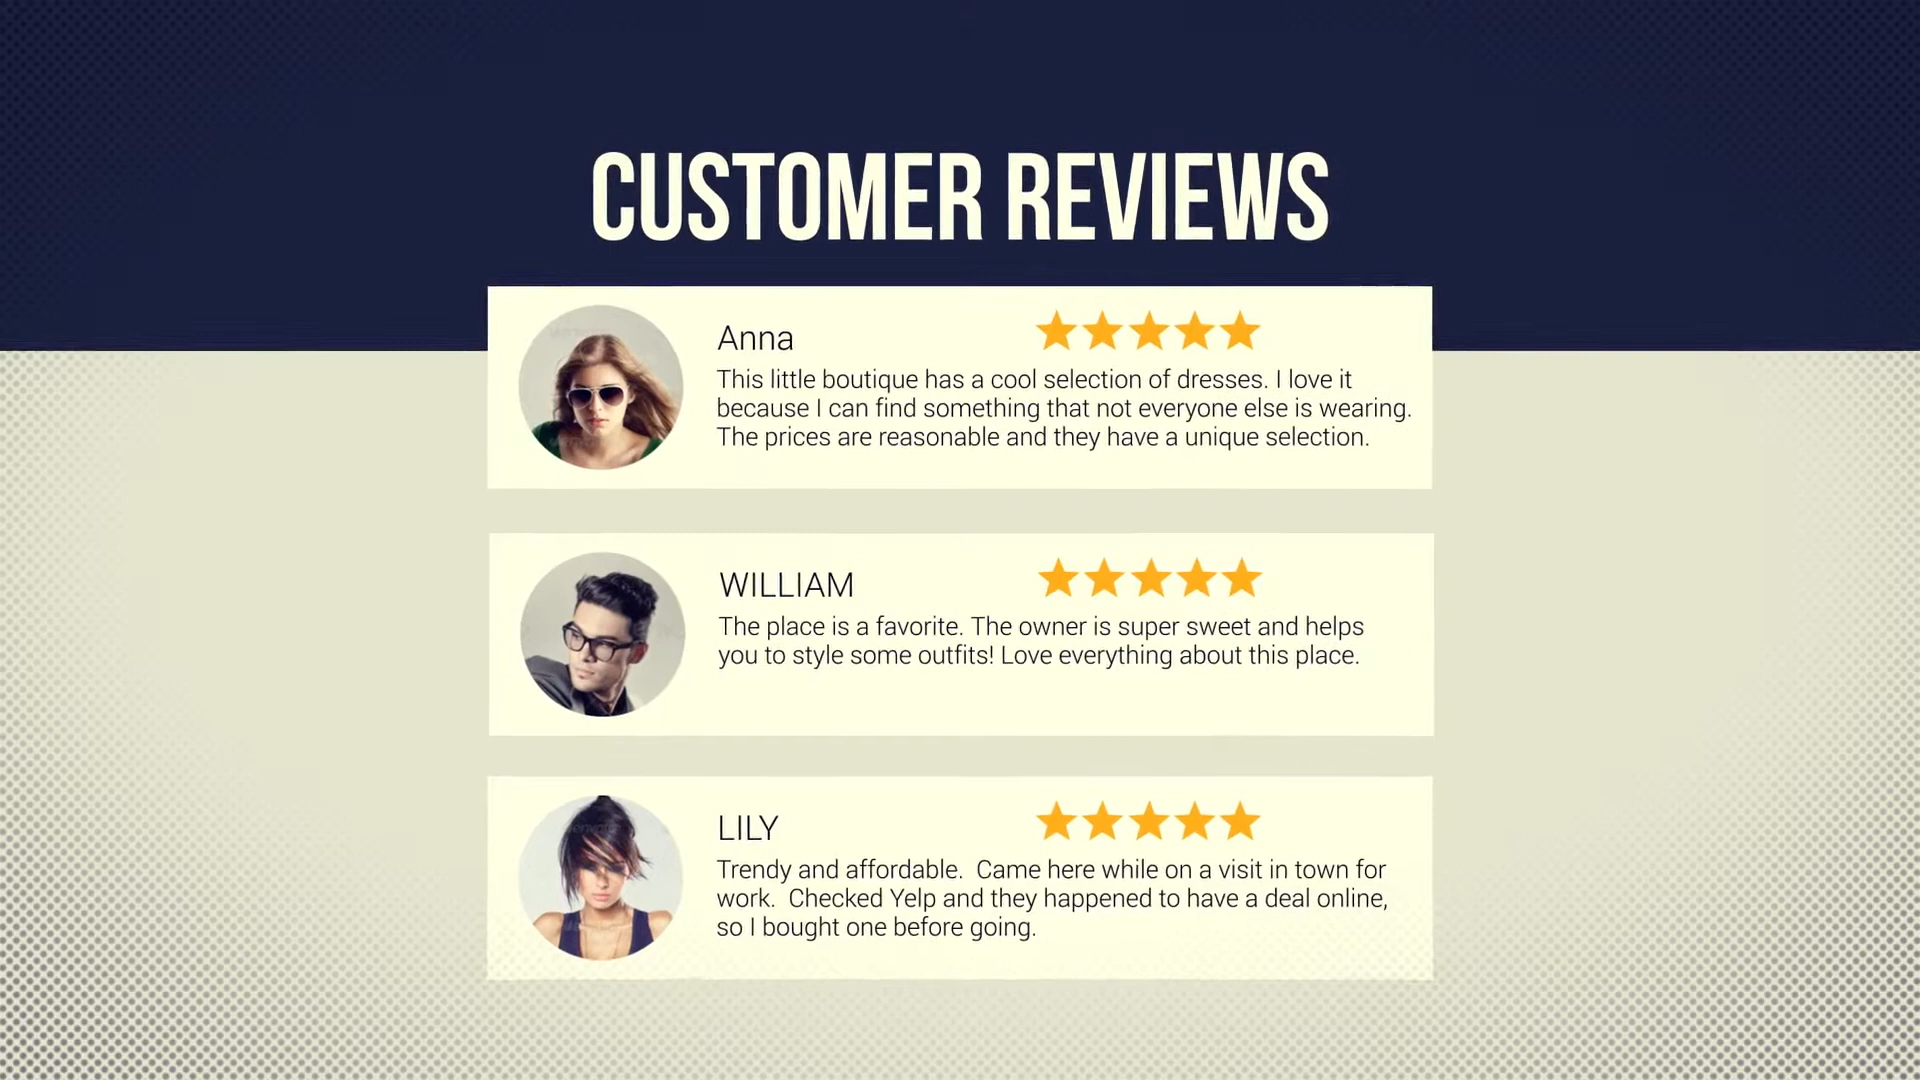 CUSTOMER REVIEWS
Anna
This little boutique has a cool selection of dresses. I love it
because I can find something that not everyone else is wearing.
The prices are reasonable and they have a unique selection.
WILLIAM
The place is a favorite. The owner is super sweet and helps
you to style some outfits! Love everything about this place.
LILY
Trendy and affordable.  Came here while on a visit in town for
work.  Checked Yelp and they happened to have a deal online,
so I bought one before going.